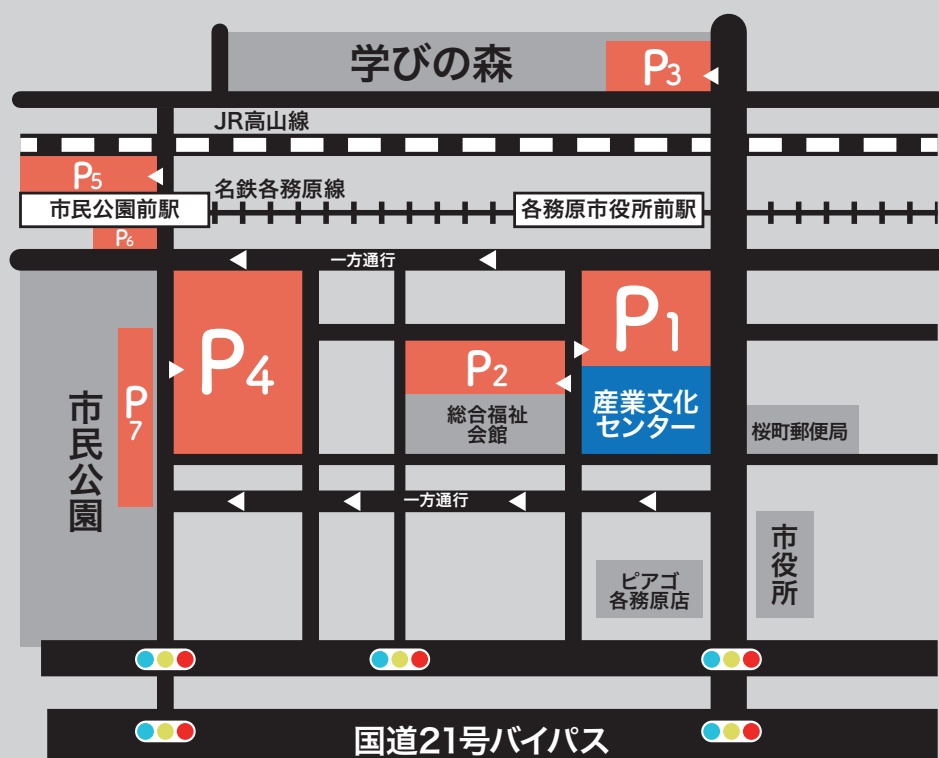 学びの森
P3
JR高山線
P5
名鉄各務原線
市民公園前駅
各務原市役所前駅
P6
一方通行
P1
P4
P2
P
7
産業文化
センター
総合福祉
会館
市民公園
桜町郵便局
一方通行
市役所
ピアゴ
各務原店
国道21号バイパス